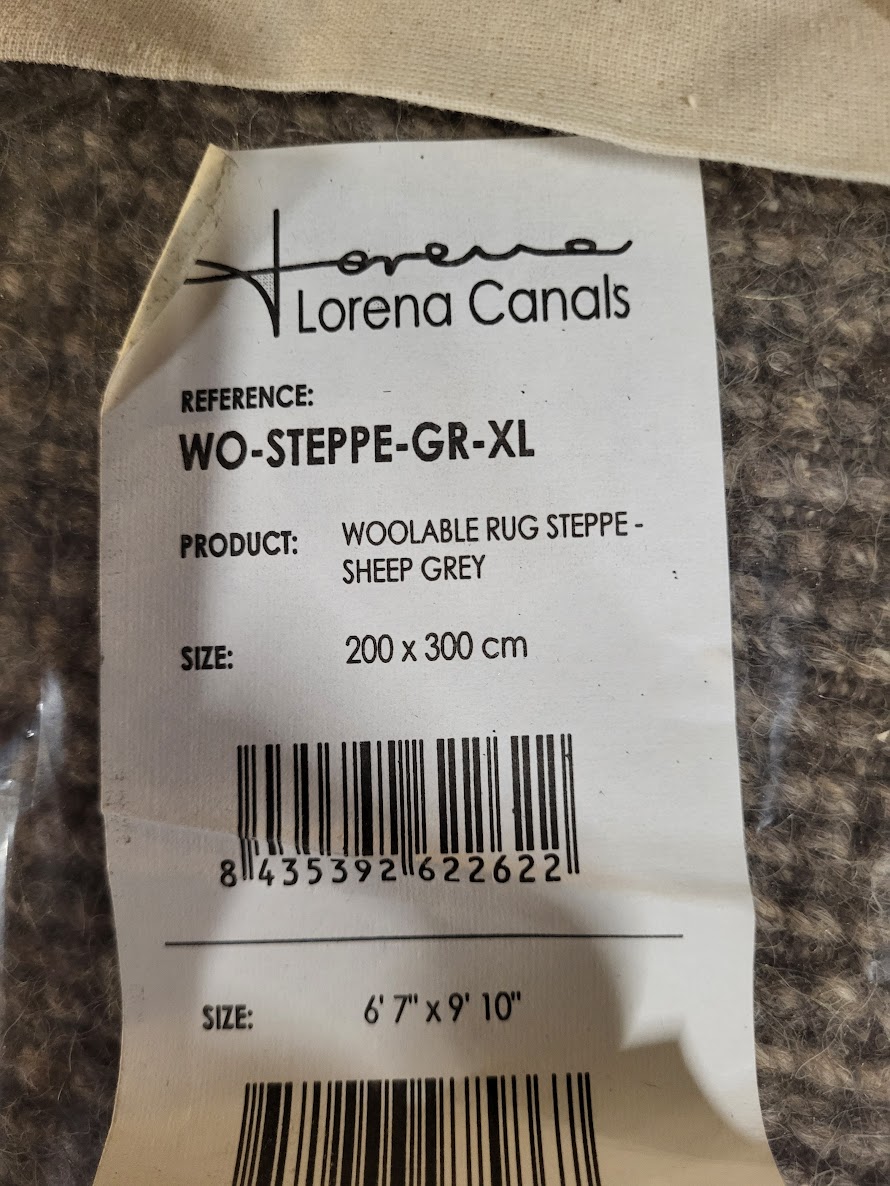 Lorena
Lorena Canals
REFERENCE:
WO-STEPPE-GR-XL
PRODUCT: WOOLABLE RUG STEPPE -
SHEEP GREY
SIZE: 200 x 300 cm
8 435392 622622
SIZE: 6' 7" x 9' 10"